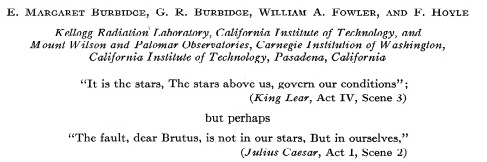 E. MARGARET BURBIDGE, G. R. BURBIDGE, WILLIAM A. FOWLER, AND F. HOYLE
Kellogg Radiation Laboratory, California Institute of Technology, and
Mount Wilson and Palomar Observatories, Carnegie Institution of Washington,
California Institute of Technology, Pasadena, California
"It is the stars, The stars above us, govern our conditions";
(King Lear, Act IV, Scene 3)
but perhaps
"The fault, dear Brutus, is not in our stars, But in ourselves,"
(Julius Caesar, Act I, Scene 2)